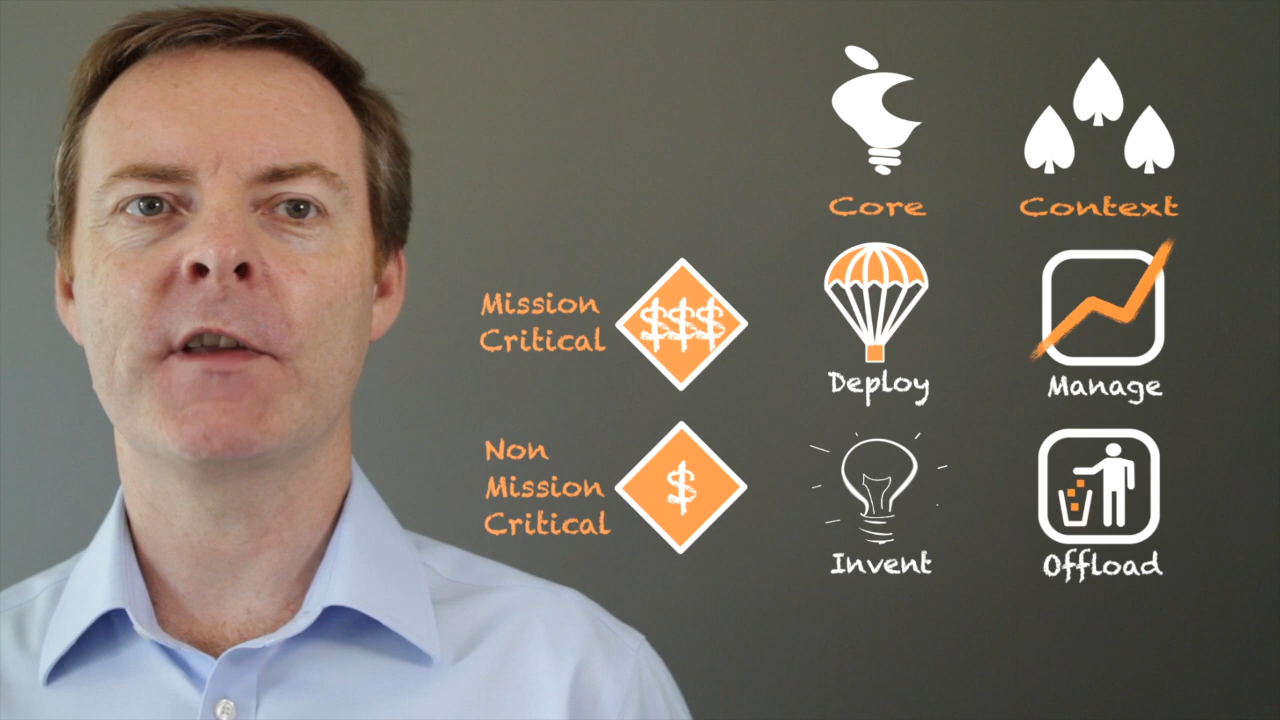 Core
Context
Mission
Critical
$$$
Deploy
Manage
Non
Mission
Critical
$
Invent
Offload